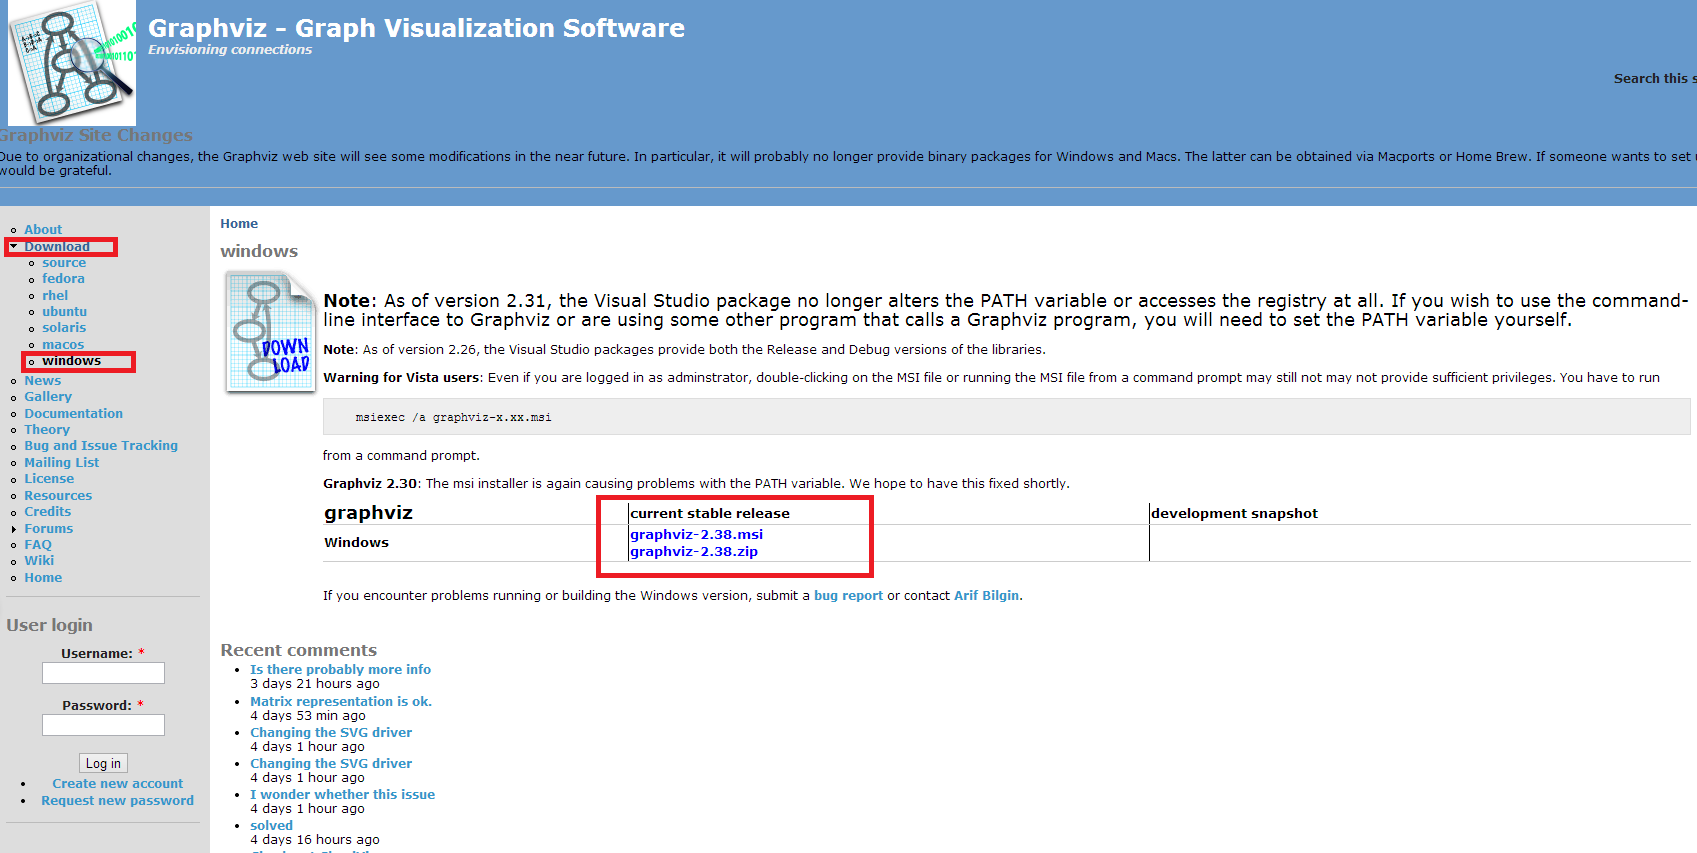 Graphviz - Graph Visualization Software
Envisioning connections
Search this s
Graphviz Site Changes
Due to organizational changes, the Graphviz web site will see some modifications in the near future. In particular, it will probably no longer provide binary packages for Windows and Macs. The latter can be obtained via Macports or Home Brew. If someone wants to set u
would be grateful.
About
Download
source
fedora
rhel
ubuntu
solaris
macos
windows
News
Gallery
Documentation
Theory
Bug and Issue Tracking
Mailing List
License
Resources
Credits
Forums
FAQ
Wiki
Home
User login
Username: *
Password: *
Log in
Create new account
Request new password
Home
windows
DOWN
LOAD
Note: As of version 2.31, the Visual Studio package no longer alters the PATH variable or accesses the registry at all. If you wish to use the command-
line interface to Graphviz or are using some other program that calls a Graphviz program, you will need to set the PATH variable yourself.
Note: As of version 2.26, the Visual Studio packages provide both the Release and Debug versions of the libraries.
Warning for Vista users: Even if you are logged in as adminstrator, double-clicking on the MSI file or running the MSI file from a command prompt may still not may not provide sufficient privileges. You have to run
msiexec /a graphviz-x.xx.msi
from a command prompt.
Graphviz 2.30: The msi installer is again causing problems with the PATH variable. We hope to have this fixed shortly.
graphviz current stable release development snapshot
Windows graphviz-2.38.msi
graphviz-2.38.zip
If you encounter problems running or building the Windows version, submit a bug report or contact Arif Bilgin.
Recent comments
Is there probably more info
3 days 21 hours ago
Matrix representation is ok.
4 days 53 min ago
Changing the SVG driver
4 days 1 hour ago
Changing the SVG driver
4 days 1 hour ago
I wonder whether this issue
4 days 1 hour ago
solved
4 days 16 hours ago